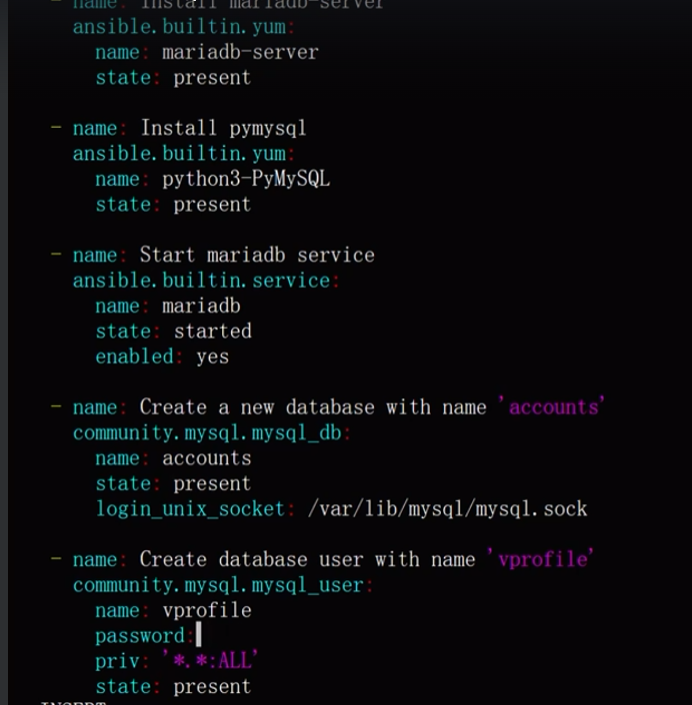 - name: Install mariadb-server
ansible.builtin.yum:
name: mariadb-server
state: present
- name: Install pymysql
ansible.builtin.yum:
name: python3-PyMySQL
state: present
- name: Start mariadb service
ansible.builtin.service:
name: mariadb
state: started
enabled: yes
- name: Create a new database with name 'accounts'
community.mysql.mysql_db:
name: accounts
state: present
login_unix_socket: /var/lib/mysql/mysql.sock
- name: Create database user with name 'vprofile'
community.mysql.mysql_user:
name: vprofile
password:
priv: '*.*:ALL'
state: present
INSERT